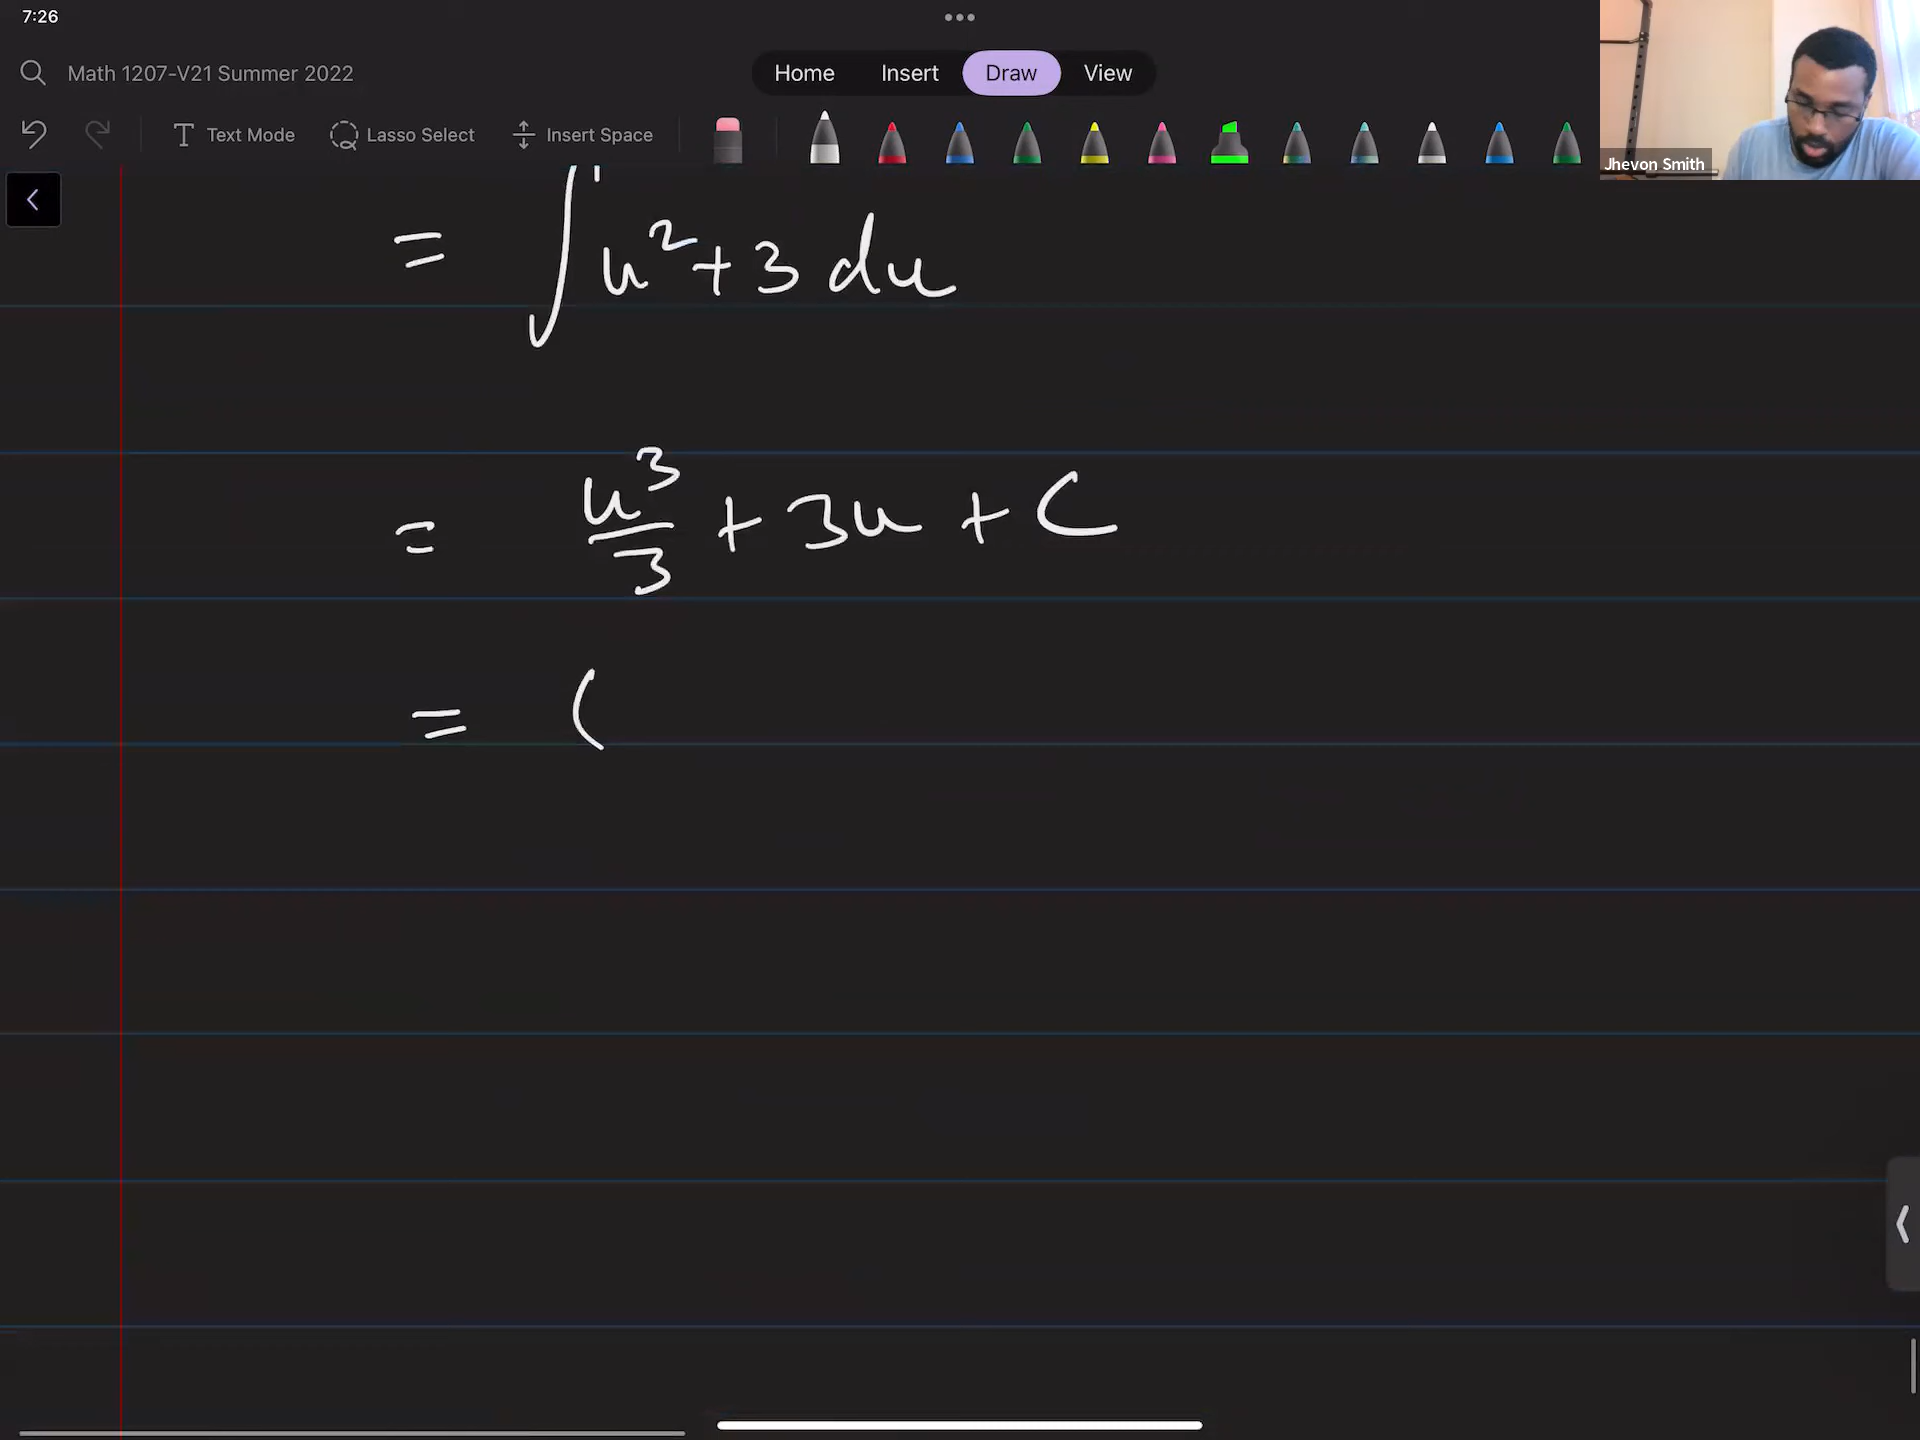 7:26
Math 1207-V21 Summer 2022
Home Insert Draw View
Text Mode Lasso Select Insert Space
Jhevon Smith
= ∫ u² + 3 du
= u³/3 + 3u + C
= (